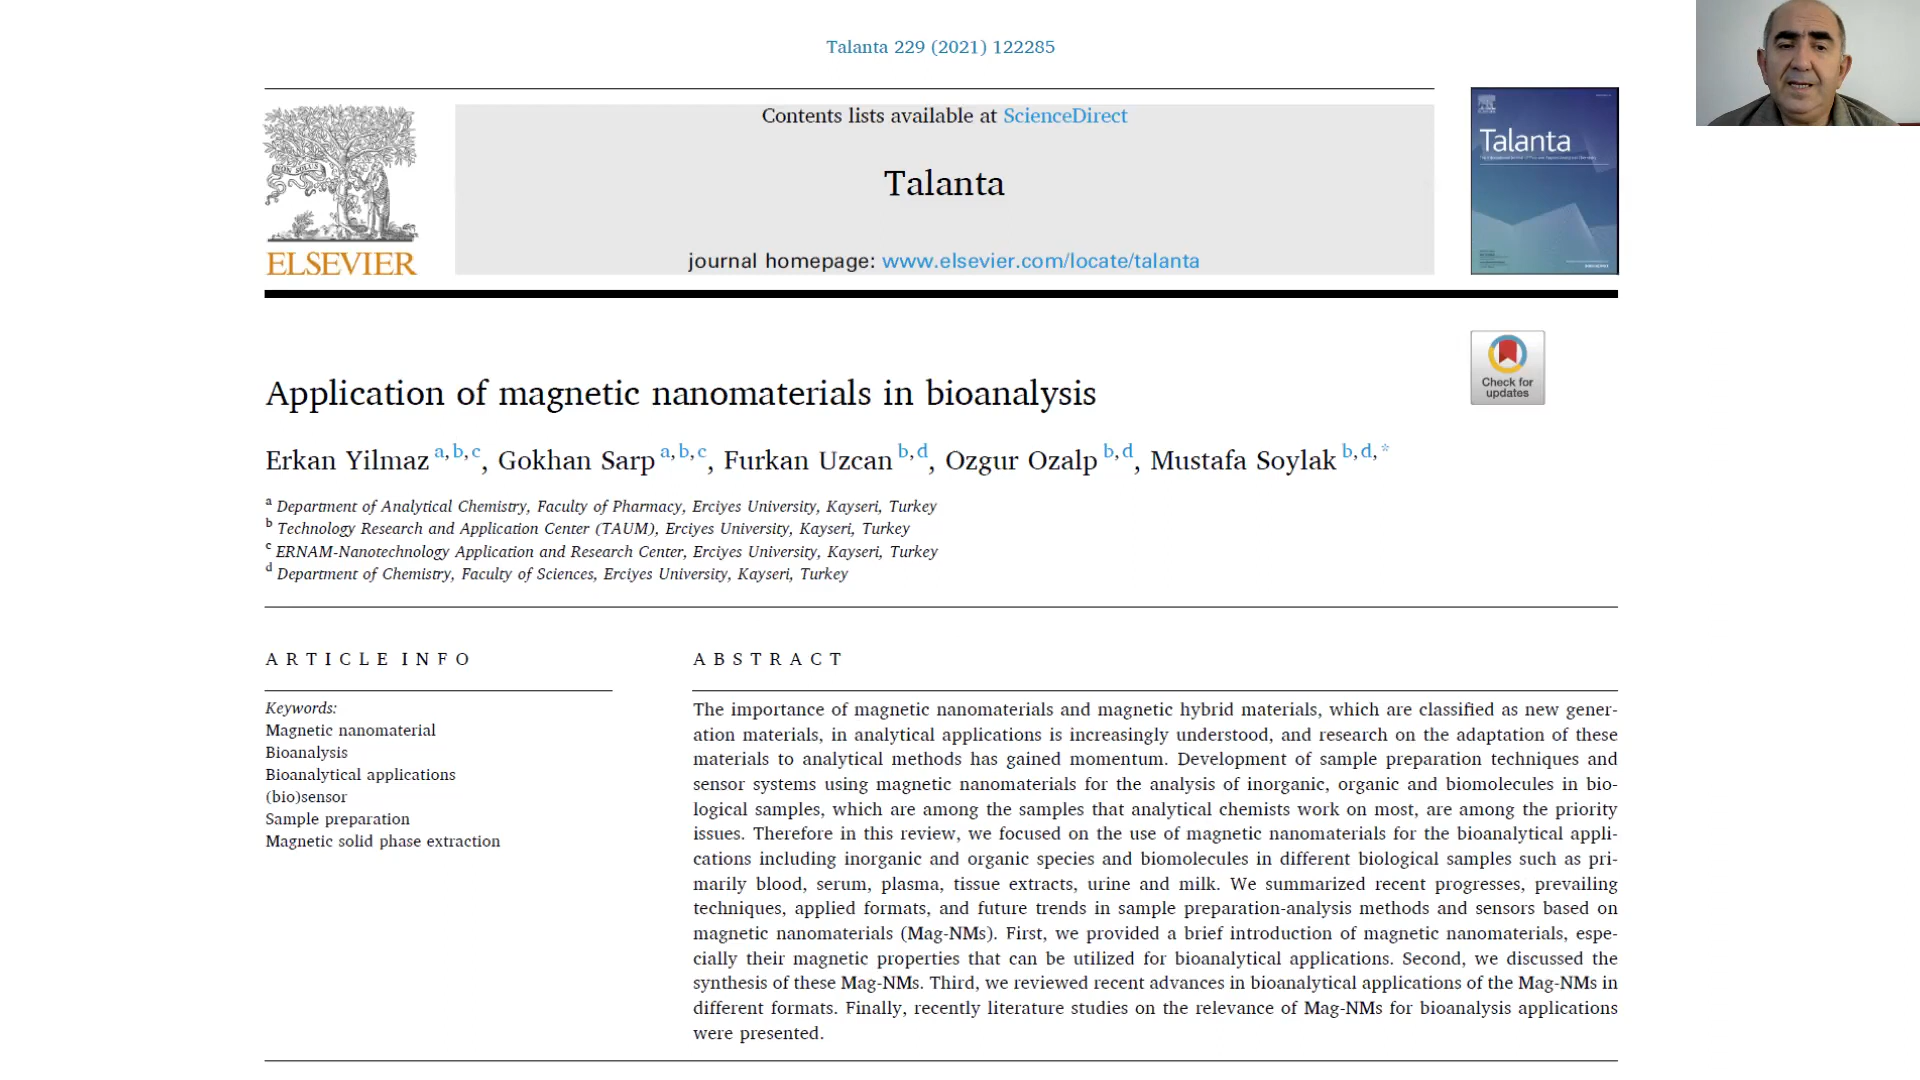 Talanta 229 (2021) 122285
Contents lists available at ScienceDirect
Talanta
journal homepage: www.elsevier.com/locate/talanta
NON SOLUS
ELSEVIER
Talanta
Check for
updates
Application of magnetic nanomaterials in bioanalysis
Erkan Yilmaz a,b,c, Gokhan Sarp a,b,c, Furkan Uzcan b,d, Ozgur Ozalp b,d, Mustafa Soylak b,d,*
a Department of Analytical Chemistry, Faculty of Pharmacy, Erciyes University, Kayseri, Turkey
b Technology Research and Application Center (TAUM), Erciyes University, Kayseri, Turkey
c ERNAM-Nanotechnology Application and Research Center, Erciyes University, Kayseri, Turkey
d Department of Chemistry, Faculty of Sciences, Erciyes University, Kayseri, Turkey
ARTICLE INFO
Keywords:
Magnetic nanomaterial
Bioanalysis
Bioanalytical applications
(bio)sensor
Sample preparation
Magnetic solid phase extraction
ABSTRACT
The importance of magnetic nanomaterials and magnetic hybrid materials, which are classified as new gener-
ation materials, in analytical applications is increasingly understood, and research on the adaptation of these
materials to analytical methods has gained momentum. Development of sample preparation techniques and
sensor systems using magnetic nanomaterials for the analysis of inorganic, organic and biomolecules in bio-
logical samples, which are among the samples that analytical chemists work on most, are among the priority
issues. Therefore in this review, we focused on the use of magnetic nanomaterials for the bioanalytical appli-
cations including inorganic and organic species and biomolecules in different biological samples such as pri-
marily blood, serum, plasma, tissue extracts, urine and milk. We summarized recent progresses, prevailing
techniques, applied formats, and future trends in sample preparation-analysis methods and sensors based on
magnetic nanomaterials (Mag-NMs). First, we provided a brief introduction of magnetic nanomaterials, espe-
cially their magnetic properties that can be utilized for bioanalytical applications. Second, we discussed the
synthesis of these Mag-NMs. Third, we reviewed recent advances in bioanalytical applications of the Mag-NMs in
different formats. Finally, recently literature studies on the relevance of Mag-NMs for bioanalysis applications
were presented.